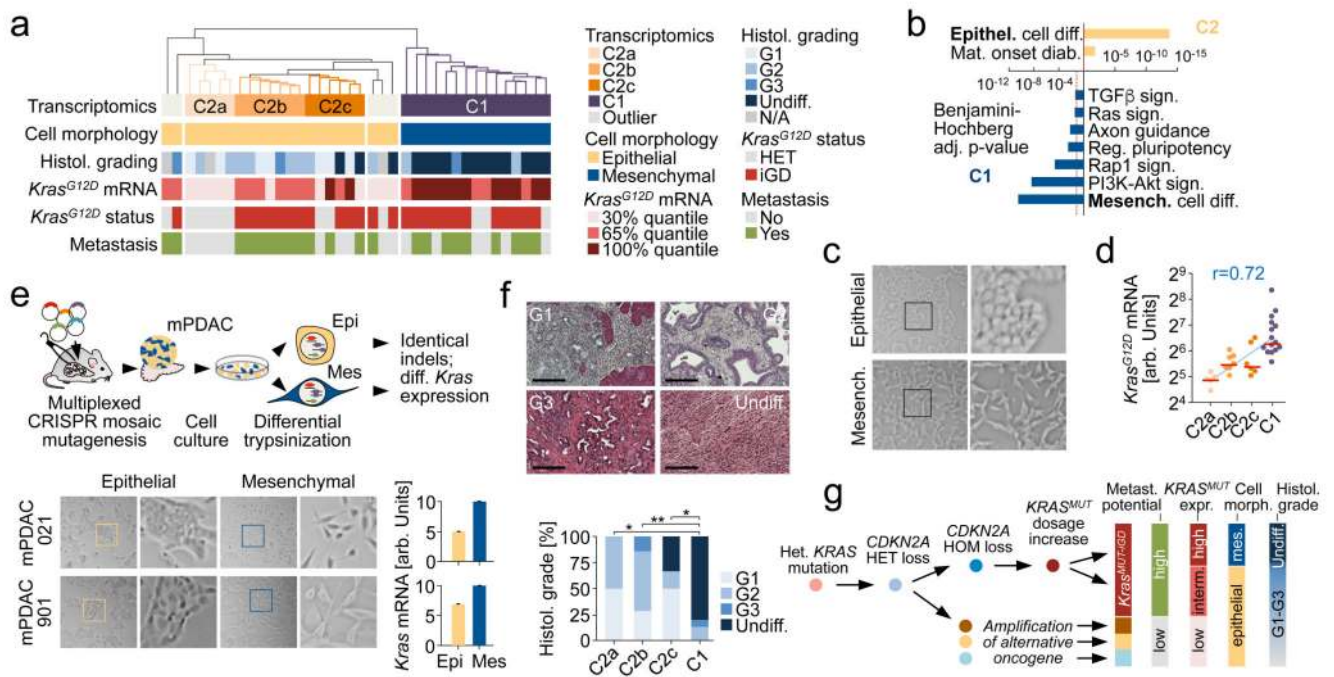 a
Transcriptomics
C2a
C2b
C2c
C1
Cell morphology
Histol. grading
Kras^G12D mRNA
Kras^G12D status
Metastasis
Transcriptomics
C2a
C2b
C2c
C1
Outlier
Cell morphology
Epithelial
Mesenchymal
Kras^G12D mRNA
30% quantile
65% quantile
100% quantile
Histol. grading
G1
G2
G3
Undiff.
N/A
Kras^G12D status
HET
iGD
Metastasis
No
Yes
b
Epithel. cell diff.
C2
Mat. onset diab.
10^-5 10^-10 10^-15
10^-12 10^-8 10^-4
Benjamini-
Hochberg
adj. p-value
C1
TGFβ sign.
Ras sign.
Axon guidance
Reg. pluripotency
Rap1 sign.
PI3K-Akt sign.
Mesench. cell diff.
c
Epithelial
Mesench.
d
r=0.72
Kras^G12D mRNA
[arb. Units]
2^9
2^8
2^7
2^6
2^5
2^4
C2a
C2b
C2c
C1
e
mPDAC
Epi
Mes
Identical
indels;
diff. Kras
expression
Multiplexed
CRISPR mosaic
mutagenesis
Cell
culture
Differential
trypsinization
Epithelial
Mesenchymal
mPDAC
021
mPDAC
901
Kras mRNA [arb. Units]
10
5
0
10
5
0
Epi Mes
f
G1
G2
G3
Undiff.
Histol. grade [%]
* ** *
100
75
50
25
0
C2a
C2b
C2c
C1
G1
G2
G3
Undiff.
g
Het. KRAS
mutation
CDKN2A
HET loss
CDKN2A
HOM loss
KRAS^MUT
dosage
increase
Amplification
of alternative
oncogene
Metast.
potential
KRAS^MUT
expr.
Cell
morph.
Histol.
grade
Kras^MUT-iGD
high
low
high
interm.
low
mes.
epithelial
Undiff.
G1-G3